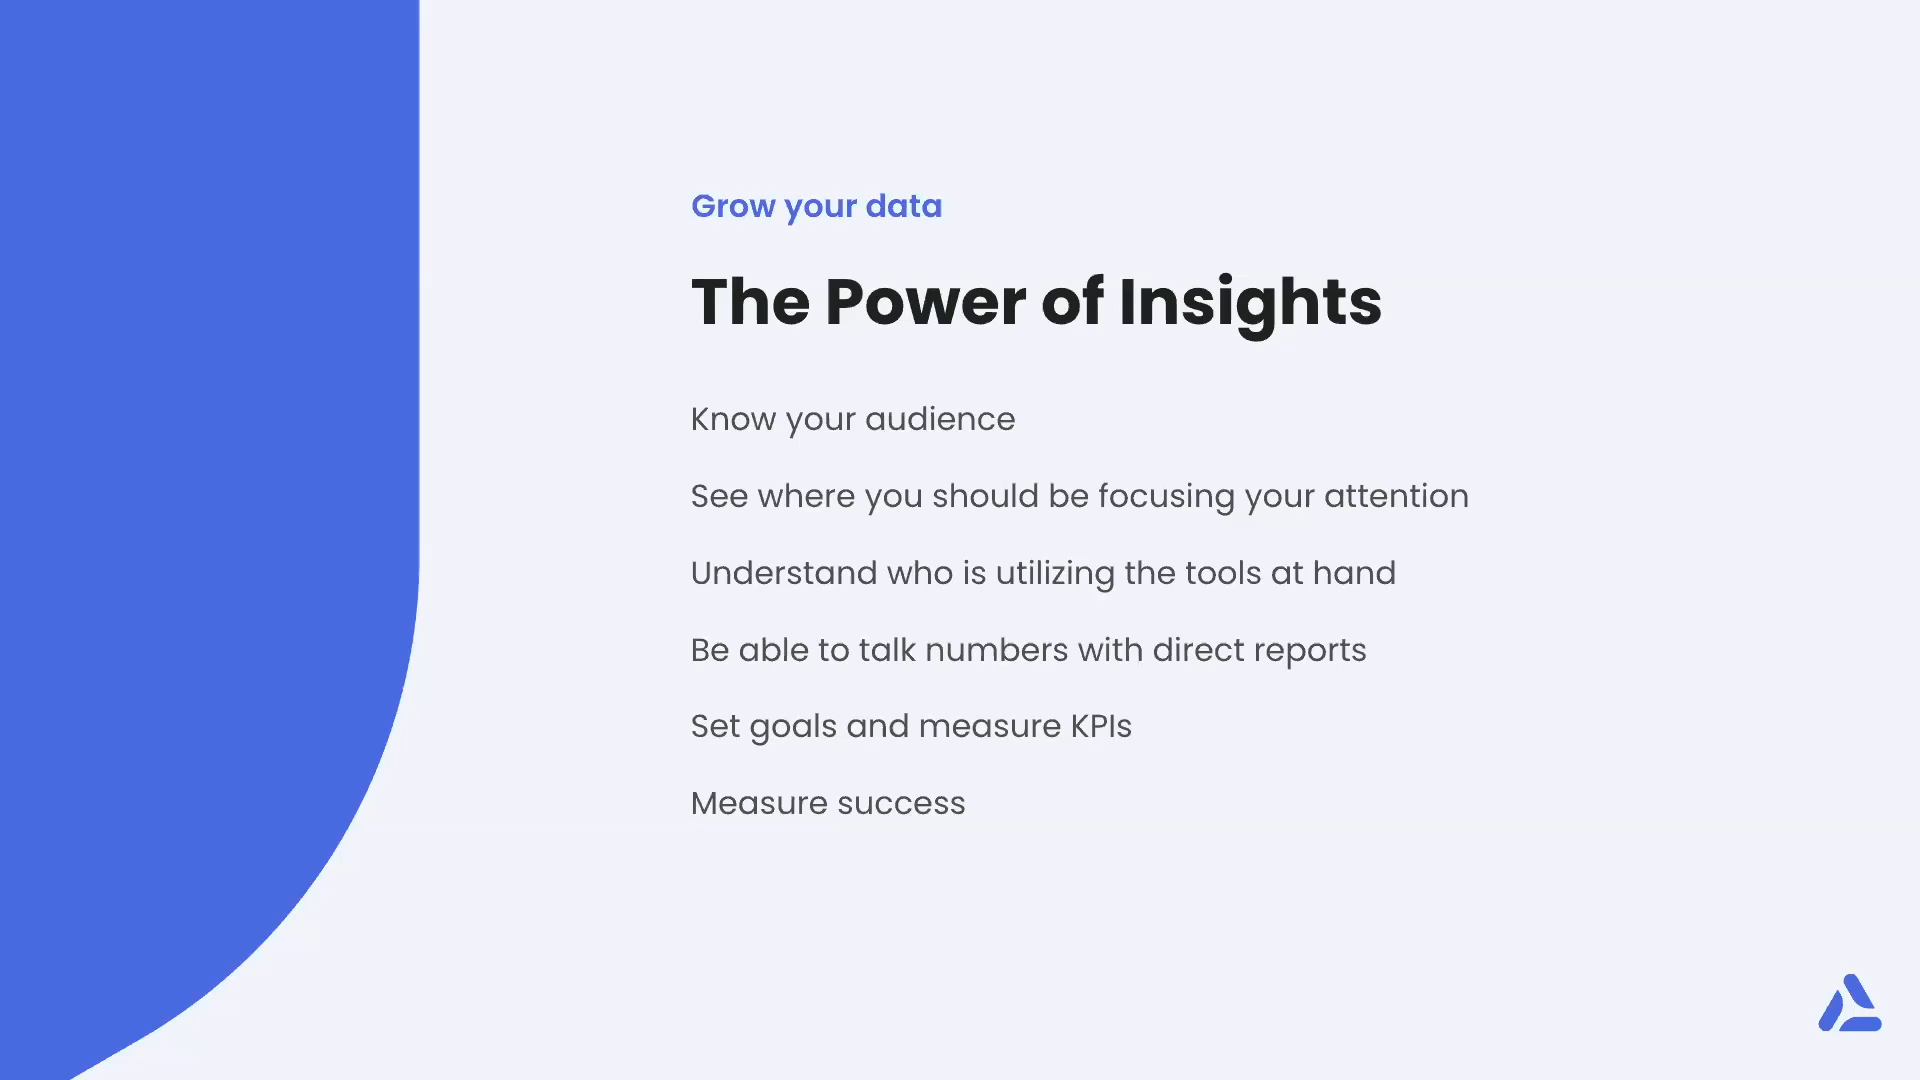 Grow your data
The Power of Insights
Know your audience
See where you should be focusing your attention
Understand who is utilizing the tools at hand
Be able to talk numbers with direct reports
Set goals and measure KPIs
Measure success